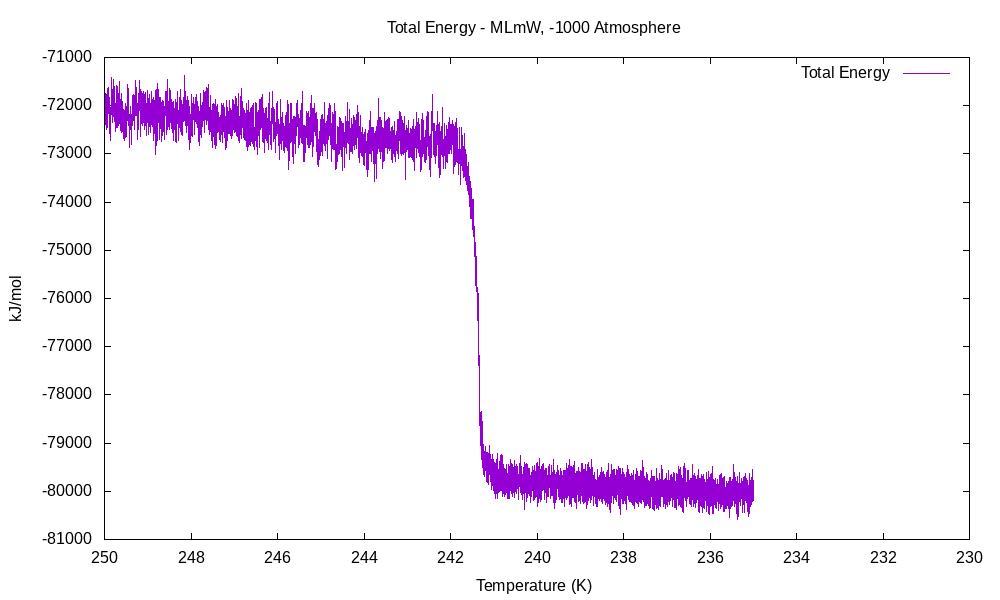 Total Energy - MLmW, -1000 Atmosphere
Total Energy
-71000
-72000
-73000
-74000
-75000
-76000
-77000
-78000
-79000
-80000
-81000
kJ/mol
250 248 246 244 242 240 238 236 234 232 230
Temperature (K)